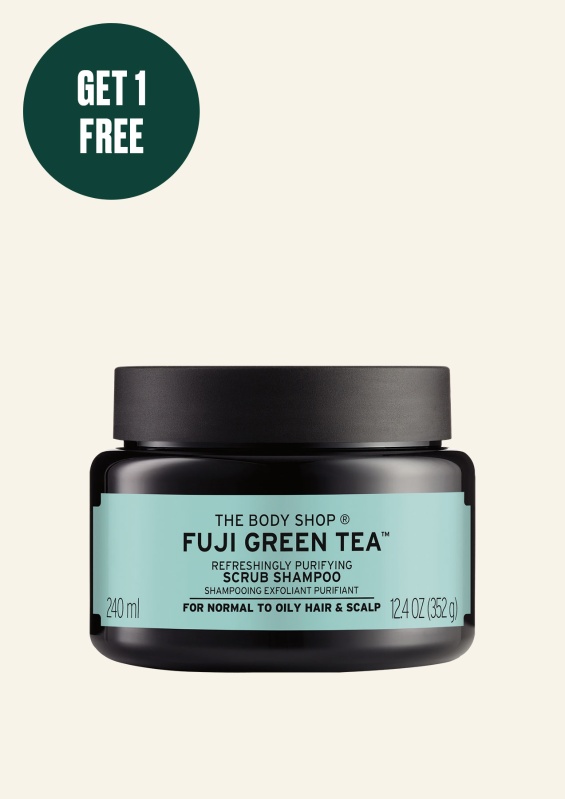 GET 1
FREE
THE BODY SHOP ®
FUJI GREEN TEA™
REFRESHINGLY PURIFYING
SCRUB SHAMPOO
SHAMPOOING EXFOLIANT PURIFIANT
FOR NORMAL TO OILY HAIR & SCALP
240 ml
12.4 OZ (352 g)